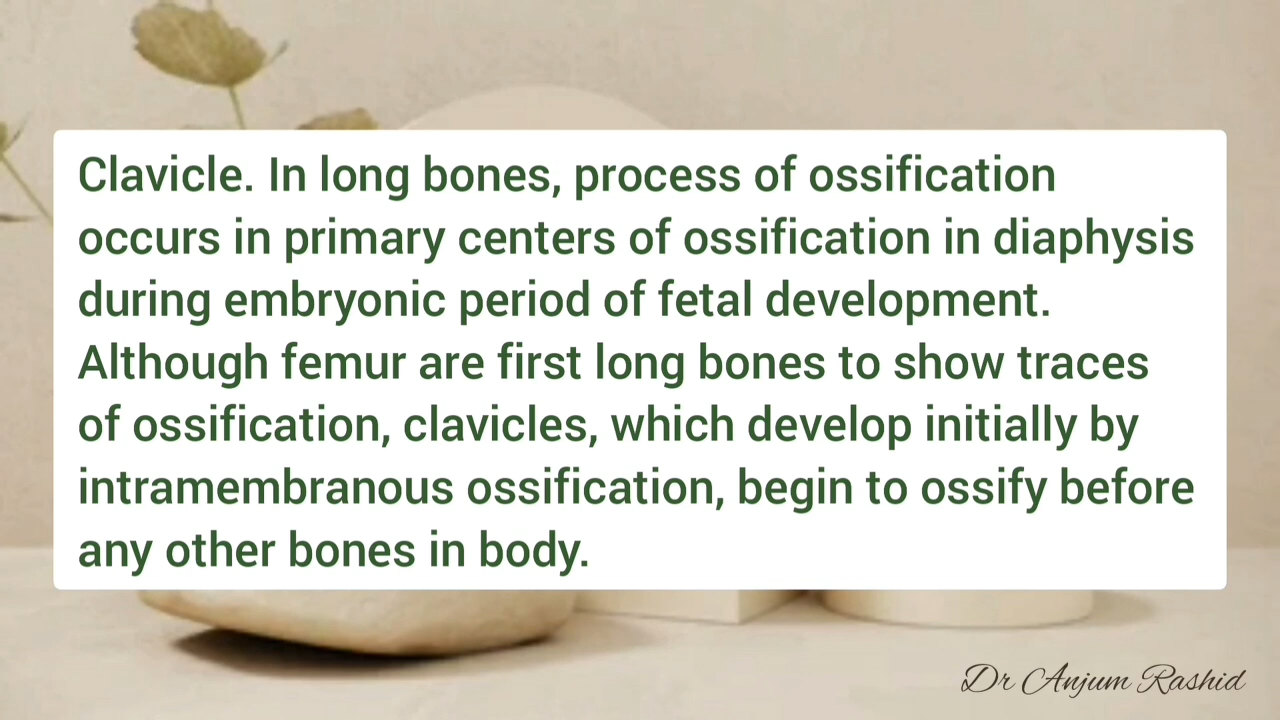 Clavicle. In long bones, process of ossification
occurs in primary centers of ossification in diaphysis
during embryonic period of fetal development.
Although femur are first long bones to show traces
of ossification, clavicles, which develop initially by
intramembranous ossification, begin to ossify before
any other bones in body.
Dr Anjum Rashid